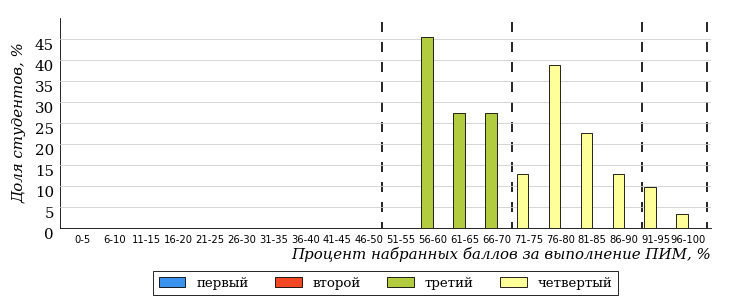 Доля студентов, %
45
40
35
30
25
20
15
10
5
0
0-5 6-10 11-15 16-20 21-25 26-30 31-35 36-40 41-45 46-50 51-55 56-60 61-65 66-70 71-75 76-80 81-85 86-90 91-95 96-100
Процент набранных баллов за выполнение ПИМ, %
первый второй третий четвертый